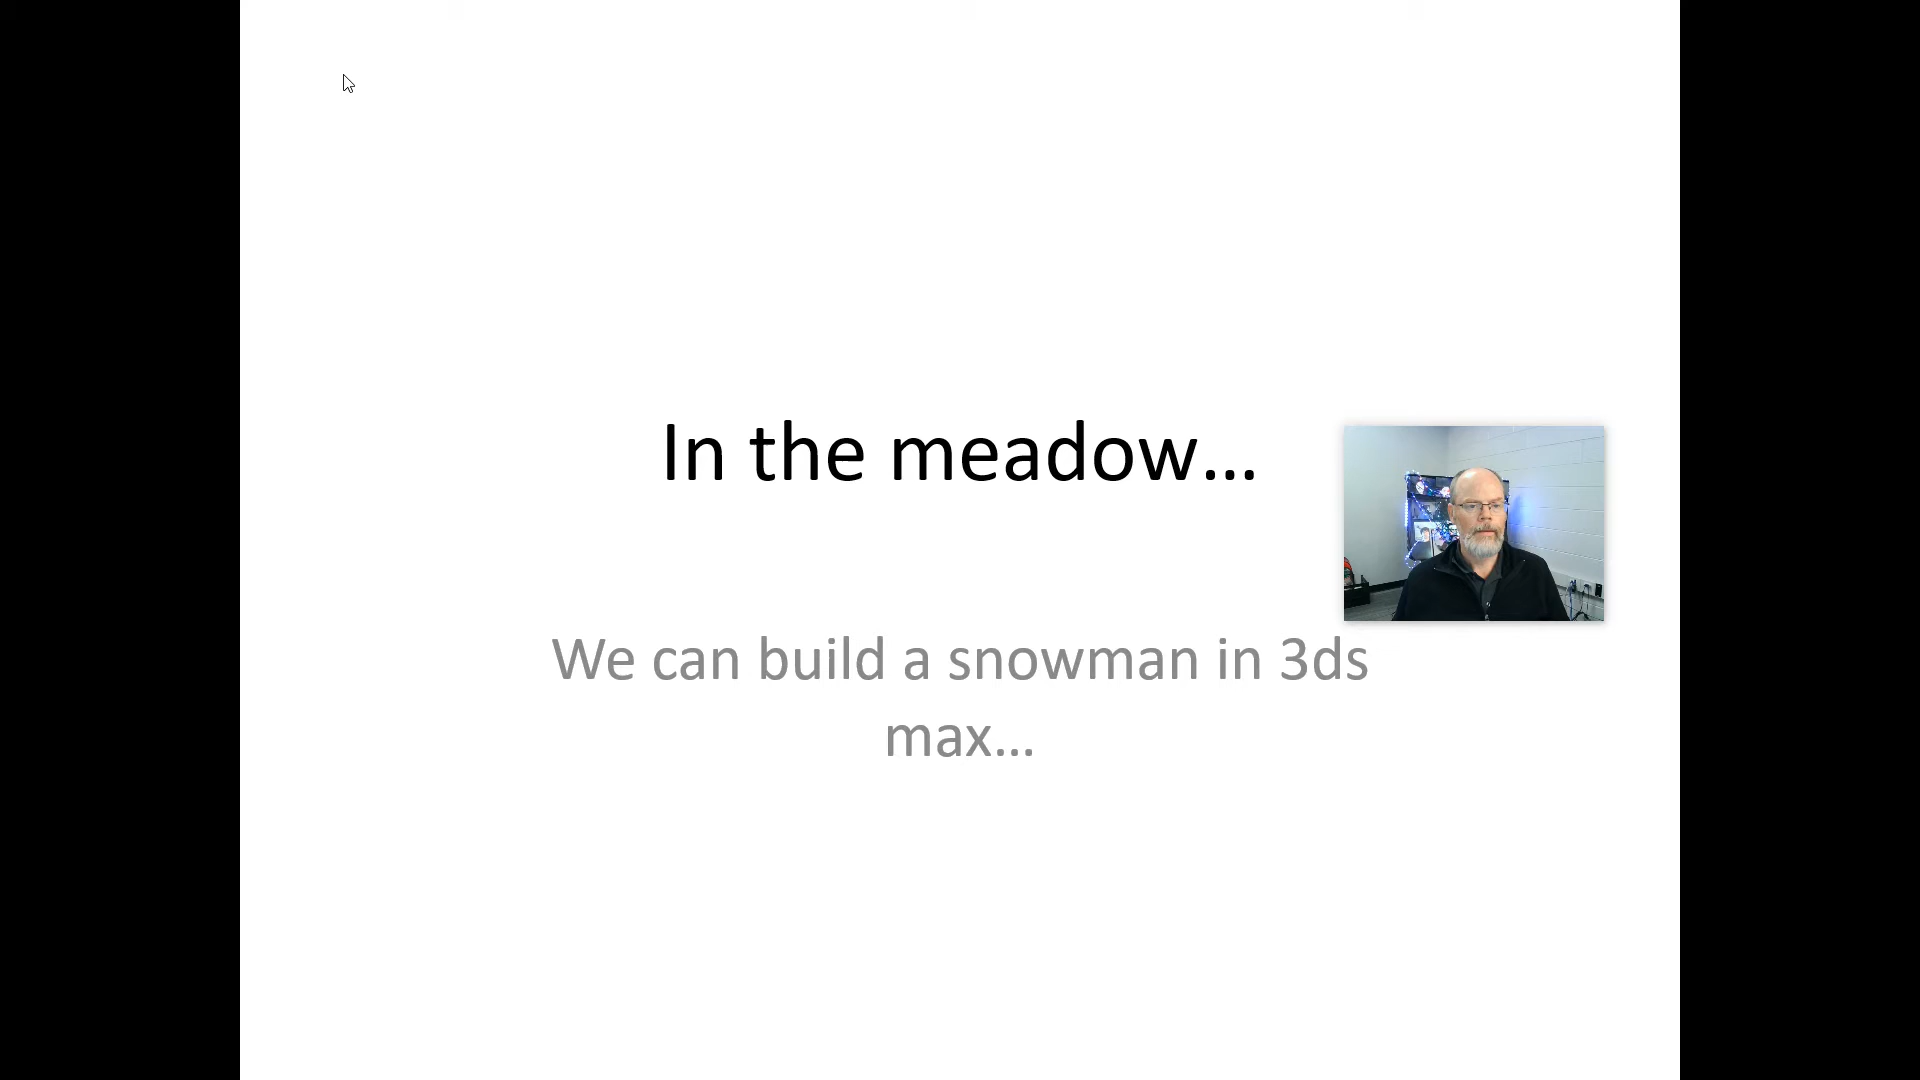 In the meadow…
We can build a snowman in 3ds
max…